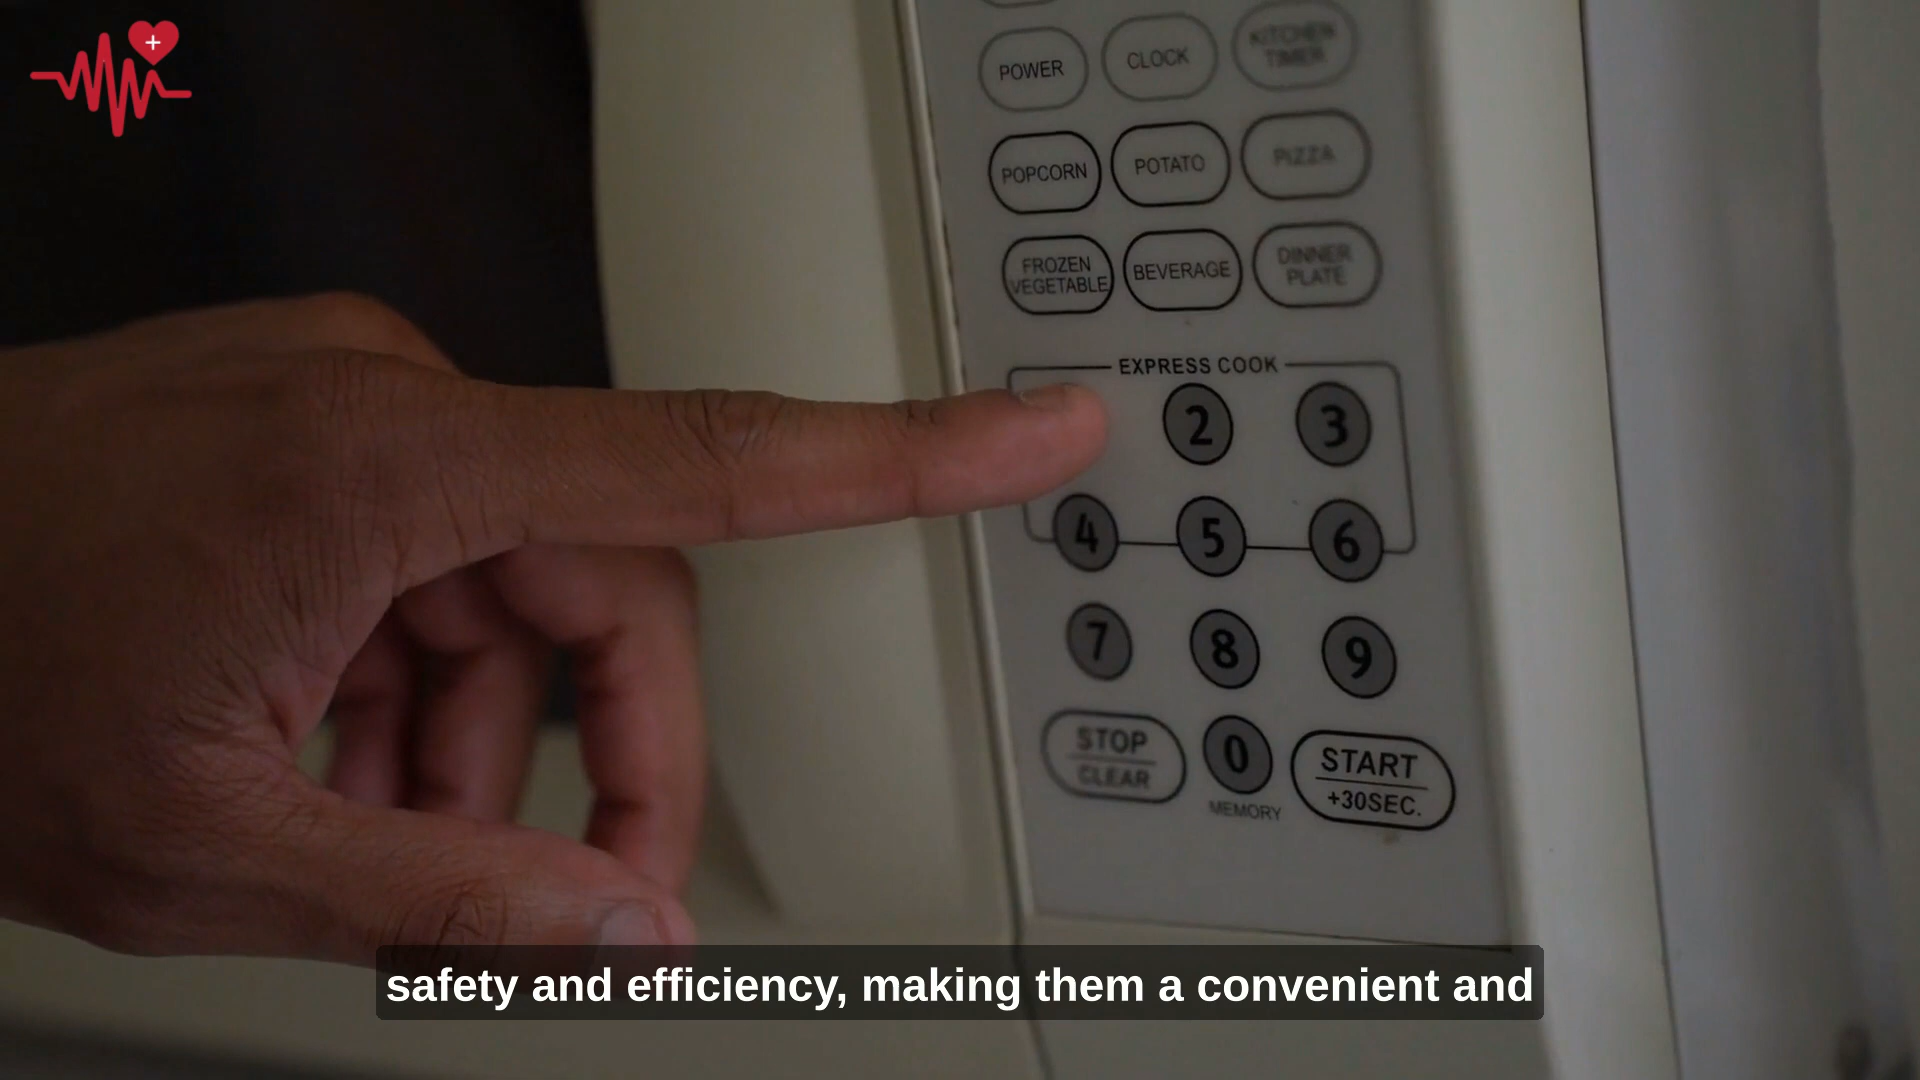 POWER CLOCK KITCHEN TIMER
POPCORN POTATO PIZZA
FROZEN VEGETABLE BEVERAGE DINNER PLATE
EXPRESS COOK
2 3
4 5 6
7 8 9
STOP CLEAR 0 START +30SEC.
MEMORY
safety and efficiency, making them a convenient and